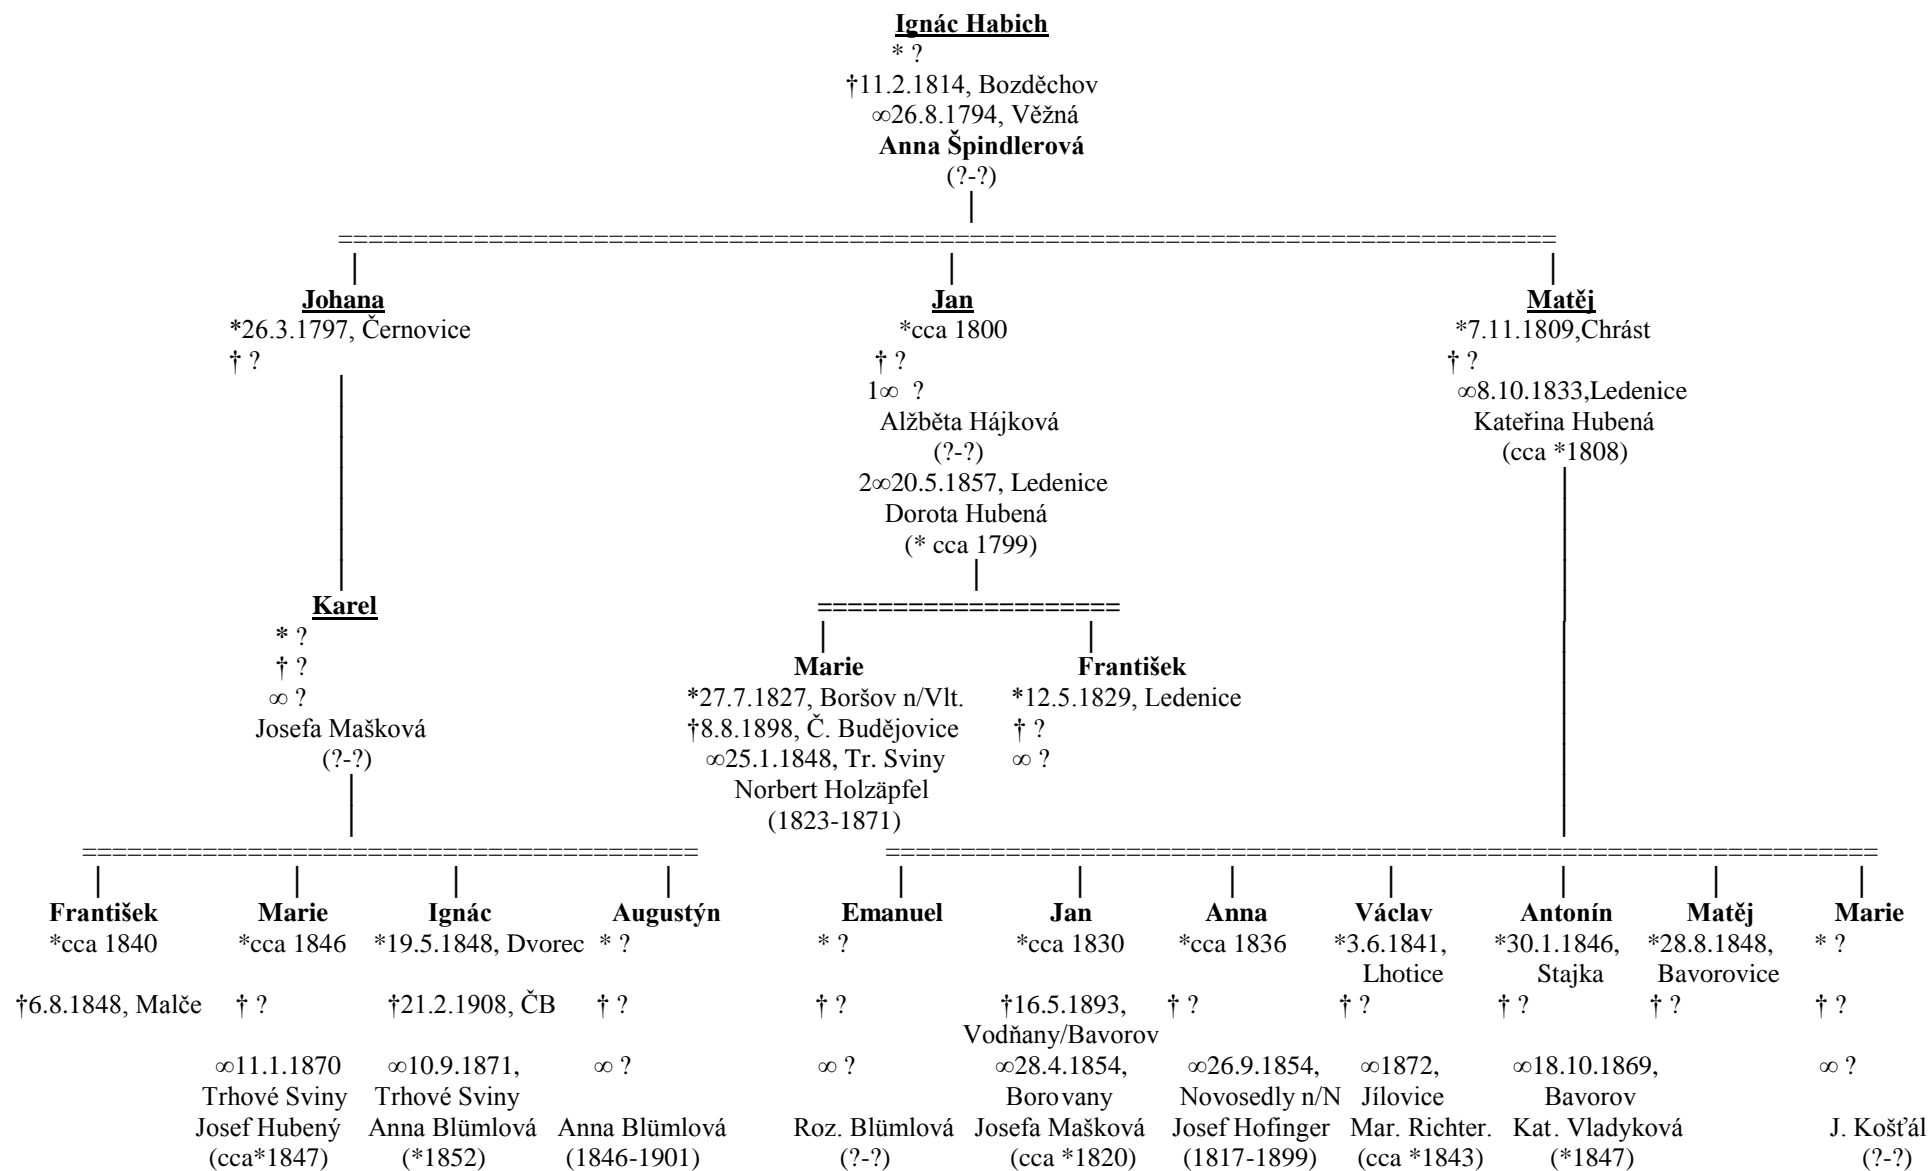 Ignác Habich
* ?
†11.2.1814, Bozděchov
∞26.8.1794, Věžná
Anna Špindlerová
(?-?)
Johana
*26.3.1797, Černovice
† ?
Jan
*cca 1800
† ?
1∞ ?
Alžběta Hájková
(?-?)
2∞20.5.1857, Ledenice
Dorota Hubená
(* cca 1799)
Matěj
*7.11.1809,Chrást
† ?
∞8.10.1833,Ledenice
Kateřina Hubená
(cca *1808)
Karel
* ?
† ?
∞ ?
Josefa Mašková
(?-?)
Marie
*27.7.1827, Boršov n/Vlt.
†8.8.1898, Č. Budějovice
∞25.1.1848, Tr. Sviny
Norbert Holzäpfel
(1823-1871)
František
*12.5.1829, Ledenice
† ?
∞ ?
František
*cca 1840
†6.8.1848, Malče
Marie
*cca 1846
† ?
∞11.1.1870
Trhové Sviny
Josef Hubený
(cca*1847)
Ignác
*19.5.1848, Dvorec
†21.2.1908, ČB
∞10.9.1871,
Trhové Sviny
Anna Blümlová
(*1852)
Augustýn
* ?
† ?
∞ ?
Anna Blümlová
(1846-1901)
Emanuel
* ?
† ?
∞ ?
Roz. Blümlová
(?-?)
Jan
*cca 1830
†16.5.1893,
Vodňany/Bavorov
∞28.4.1854,
Borovany
Josefa Mašková
(cca *1820)
Anna
*cca 1836
† ?
∞26.9.1854,
Novosedly n/N
Josef Hofinger
(1817-1899)
Václav
*3.6.1841,
Lhotice
† ?
∞1872,
Jílovice
Mar. Richter.
(cca *1843)
Antonín
*30.1.1846,
Stajka
† ?
∞18.10.1869,
Bavorov
Kat. Vladyková
(*1847)
Matěj
*28.8.1848,
Bavorovice
† ?
Marie
* ?
† ?
∞ ?
J. Košťál
(?-?)